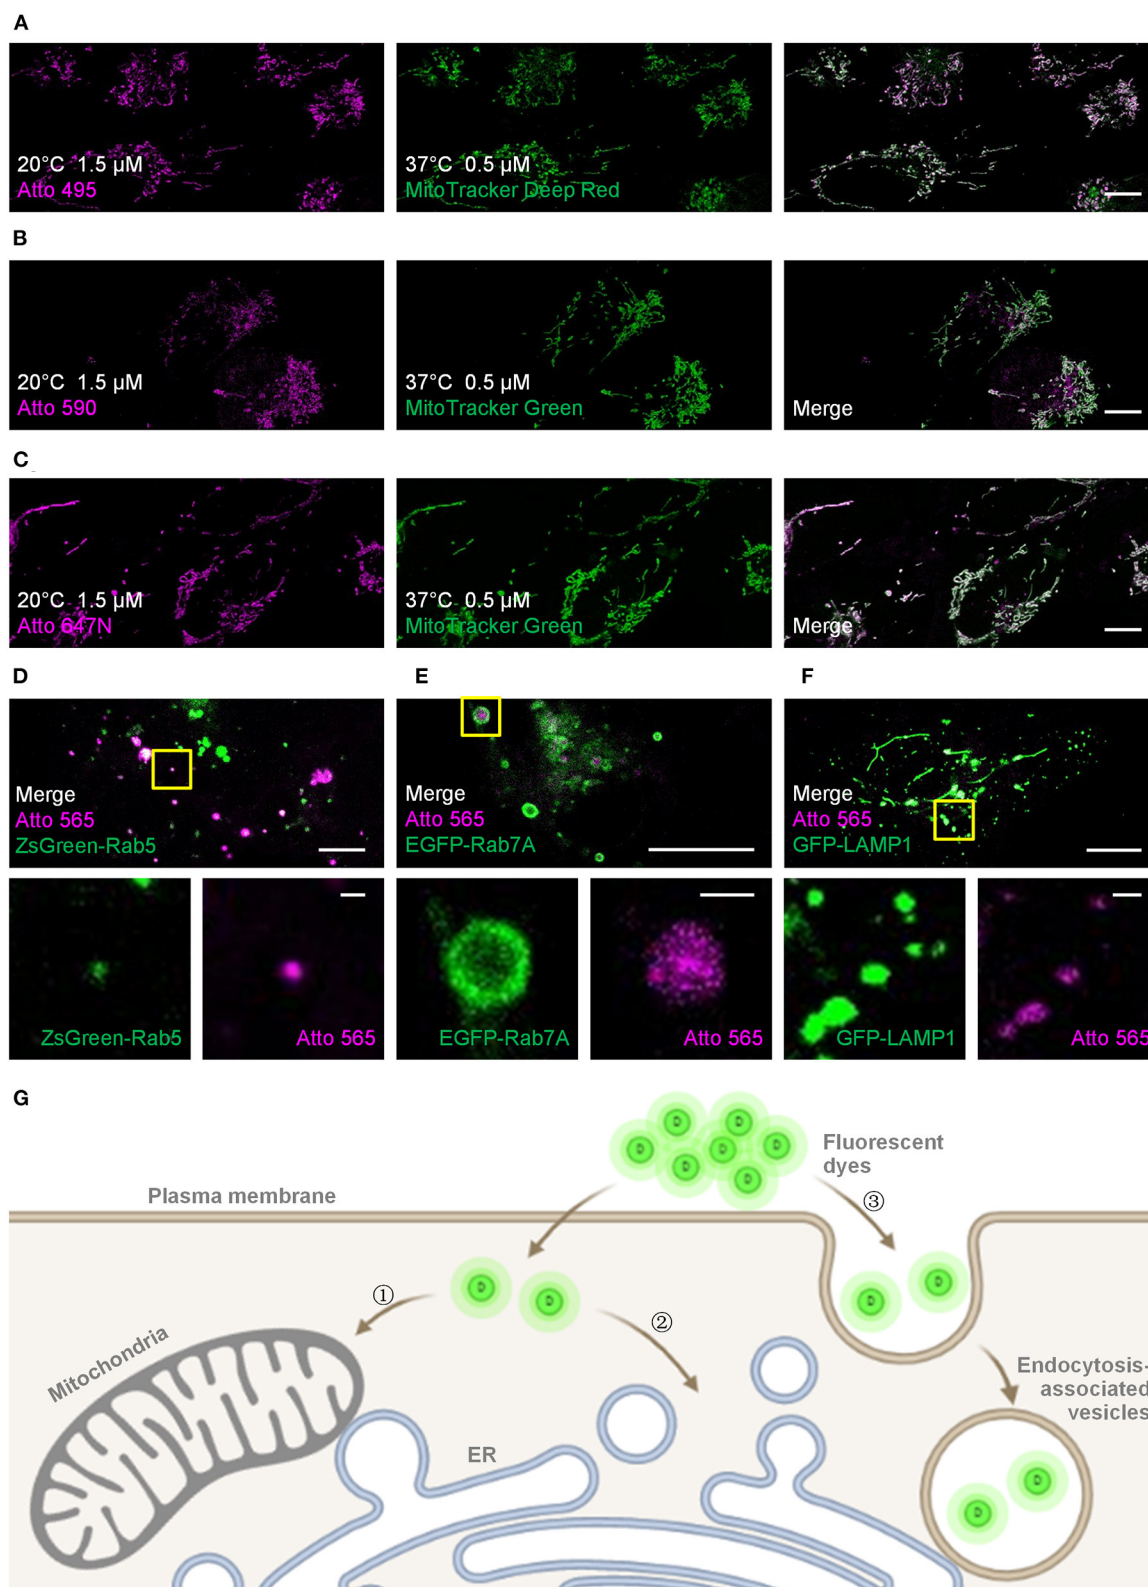 A
20°C 1.5 µM
Atto 495
37°C 0.5 µM
MitoTracker Deep Red
B
20°C 1.5 µM
Atto 590
37°C 0.5 µM
MitoTracker Green
Merge
C
20°C 1.5 µM
Atto 647N
37°C 0.5 µM
MitoTracker Green
Merge
D
E
F
Merge
Atto 565
ZsGreen-Rab5
Merge
Atto 565
EGFP-Rab7A
Merge
Atto 565
GFP-LAMP1
ZsGreen-Rab5
Atto 565
EGFP-Rab7A
Atto 565
GFP-LAMP1
Atto 565
G
D
D
D
D
D
D
D
Fluorescent
dyes
Plasma membrane
③
D
D
D
D
①
②
Mitochondria
ER
Endocytosis-
associated
vesicles
D
D